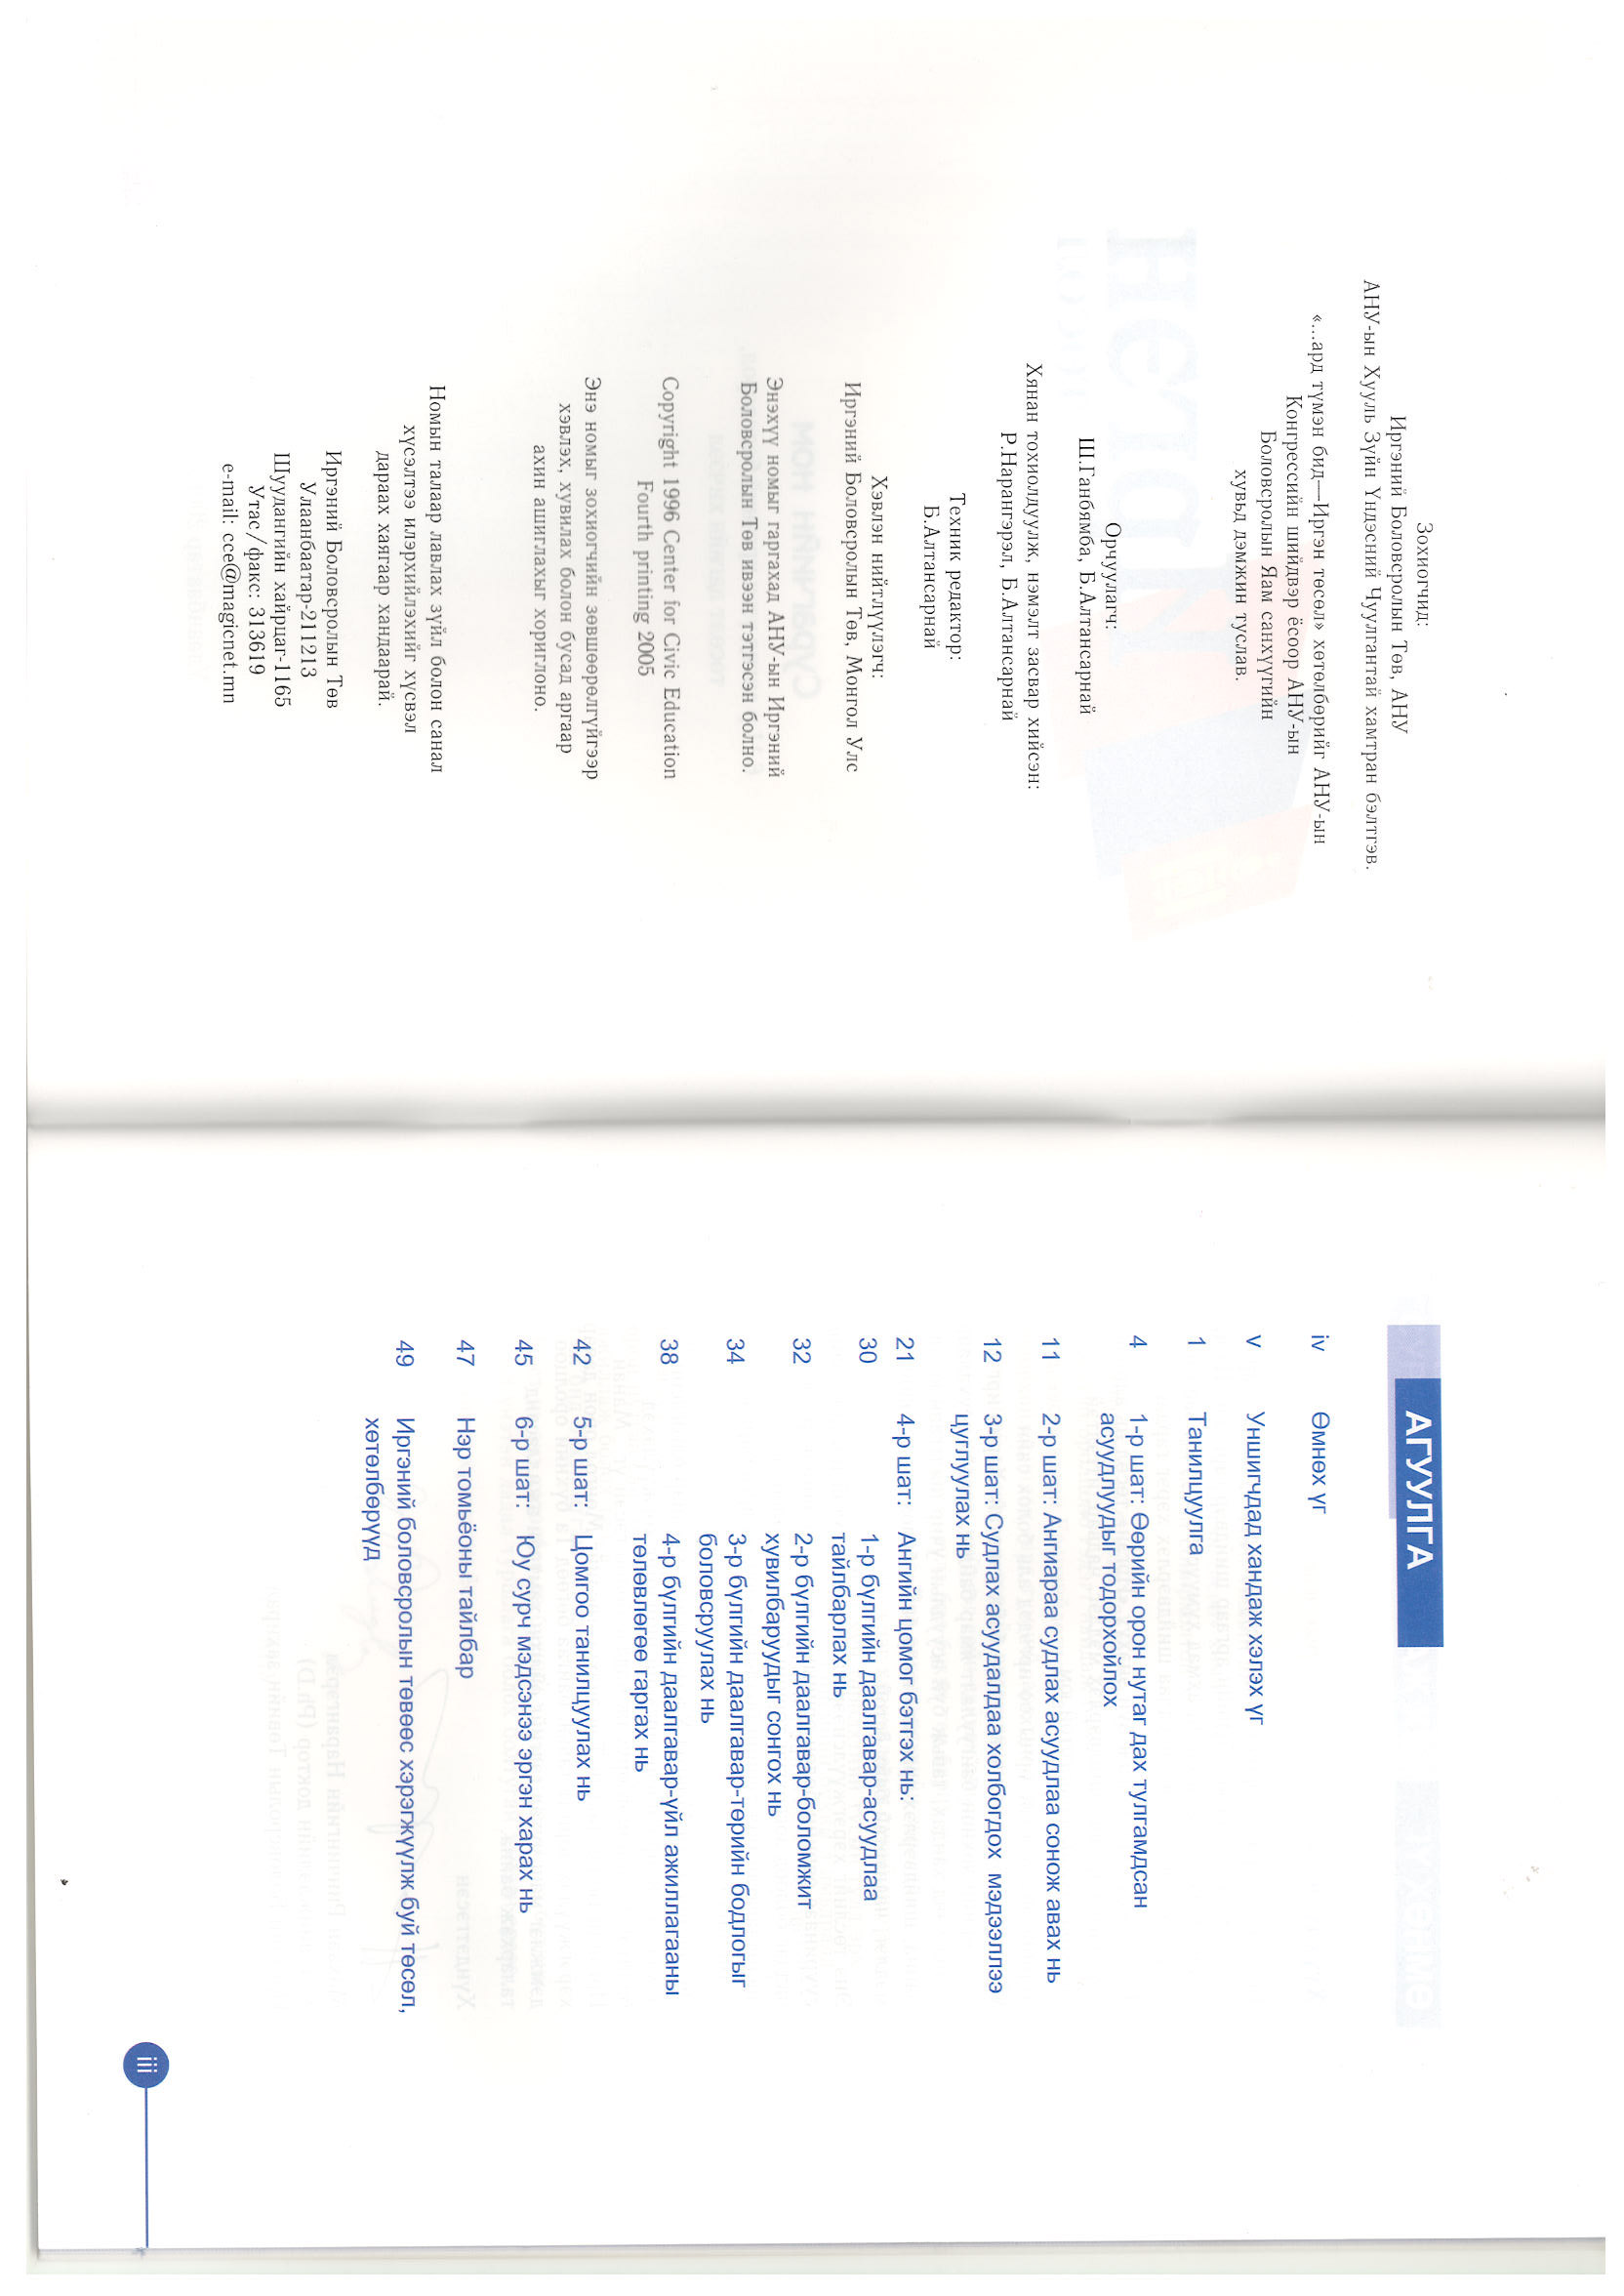 Зохиогчид:
Иргэний Боловсролын Төв, АНУ
АНУ-ын Хууль Зүйн Үндэсний Чуулгантай хамтран бэлтгэв.
«...ард түмэн бид—Иргэн төсөл» хөтөлбөрийг АНУ-ын
Конгрессийн шийдвэр ёсоор АНУ-ын
Боловсролын Яам санхүүгийн
хувьд дэмжин туслав.
Орчуулагч:
Ш.Ганбямба, Б.Алтансарнай
Хянан тохиолдуулж, нэмэлт засвар хийсэн:
Р.Нарангэрэл, Б.Алтансарнай
Техник редактор:
Б.Алтансарнай
Хэвлэн нийтлүүлэгч:
Иргэний Боловсролын Төв, Монгол Улс
Энэхүү номыг гаргахад АНУ-ын Иргэний
Боловсролын Төв ивээн тэтгэсэн болно.
Copyright 1996 Center for Civic Education
Fourth printing 2005
Энэ номыг зохиогчийн зөвшөөрөлгүйгээр
хэвлэх, хувилах болон бусад аргаар
ахин ашиглахыг хориглоно.
Номын талаар лавлах зүйл болон санал
хүсэлтээ илэрхийлэхийг хүсвэл
дараах хаягаар хандаарай.
Иргэний Боловсролын Төв
Улаанбаатар-211213
Шуудангийн хайрцаг-1165
Утас/факс: 313619
e-mail: cce@magicnet.mn
АГУУЛГА
iv Өмнөх үг
v Уншигчдад хандаж хэлэх үг
1 Танилцуулга
4 1-р шат: Өөрийн орон нутаг дах тулгамдсан
асуудлуудыг тодорхойлох
11 2-р шат: Ангиараа судлах асуудлаа сонож авах нь
12 3-р шат: Судлах асуудалдаа холбогдох мэдээллээ
цуглуулах нь
21 4-р шат: Ангийн цомог бэтгэх нь:
30 1-р бүлгийн даалгавар-асуудлаа
тайлбарлах нь
32 2-р бүлгийн даалгавар-боломжит
хувилбаруудыг сонгох нь
34 3-р бүлгийн даалгавар-төрийн бодлогыг
боловсруулах нь
38 4-р бүлгийн даалгавар-үйл ажиллагааны
төлөвлөгөө гаргах нь
42 5-р шат: Цомгоо танилцуулах нь
45 6-р шат: Юу сурч мэдсэнээ эргэн харах нь
47 Нэр томьёоны тайлбар
49 Иргэний боловсролын төвөөс хэрэгжүүлж буй төсөл,
хөтөлбөрүүд
iii